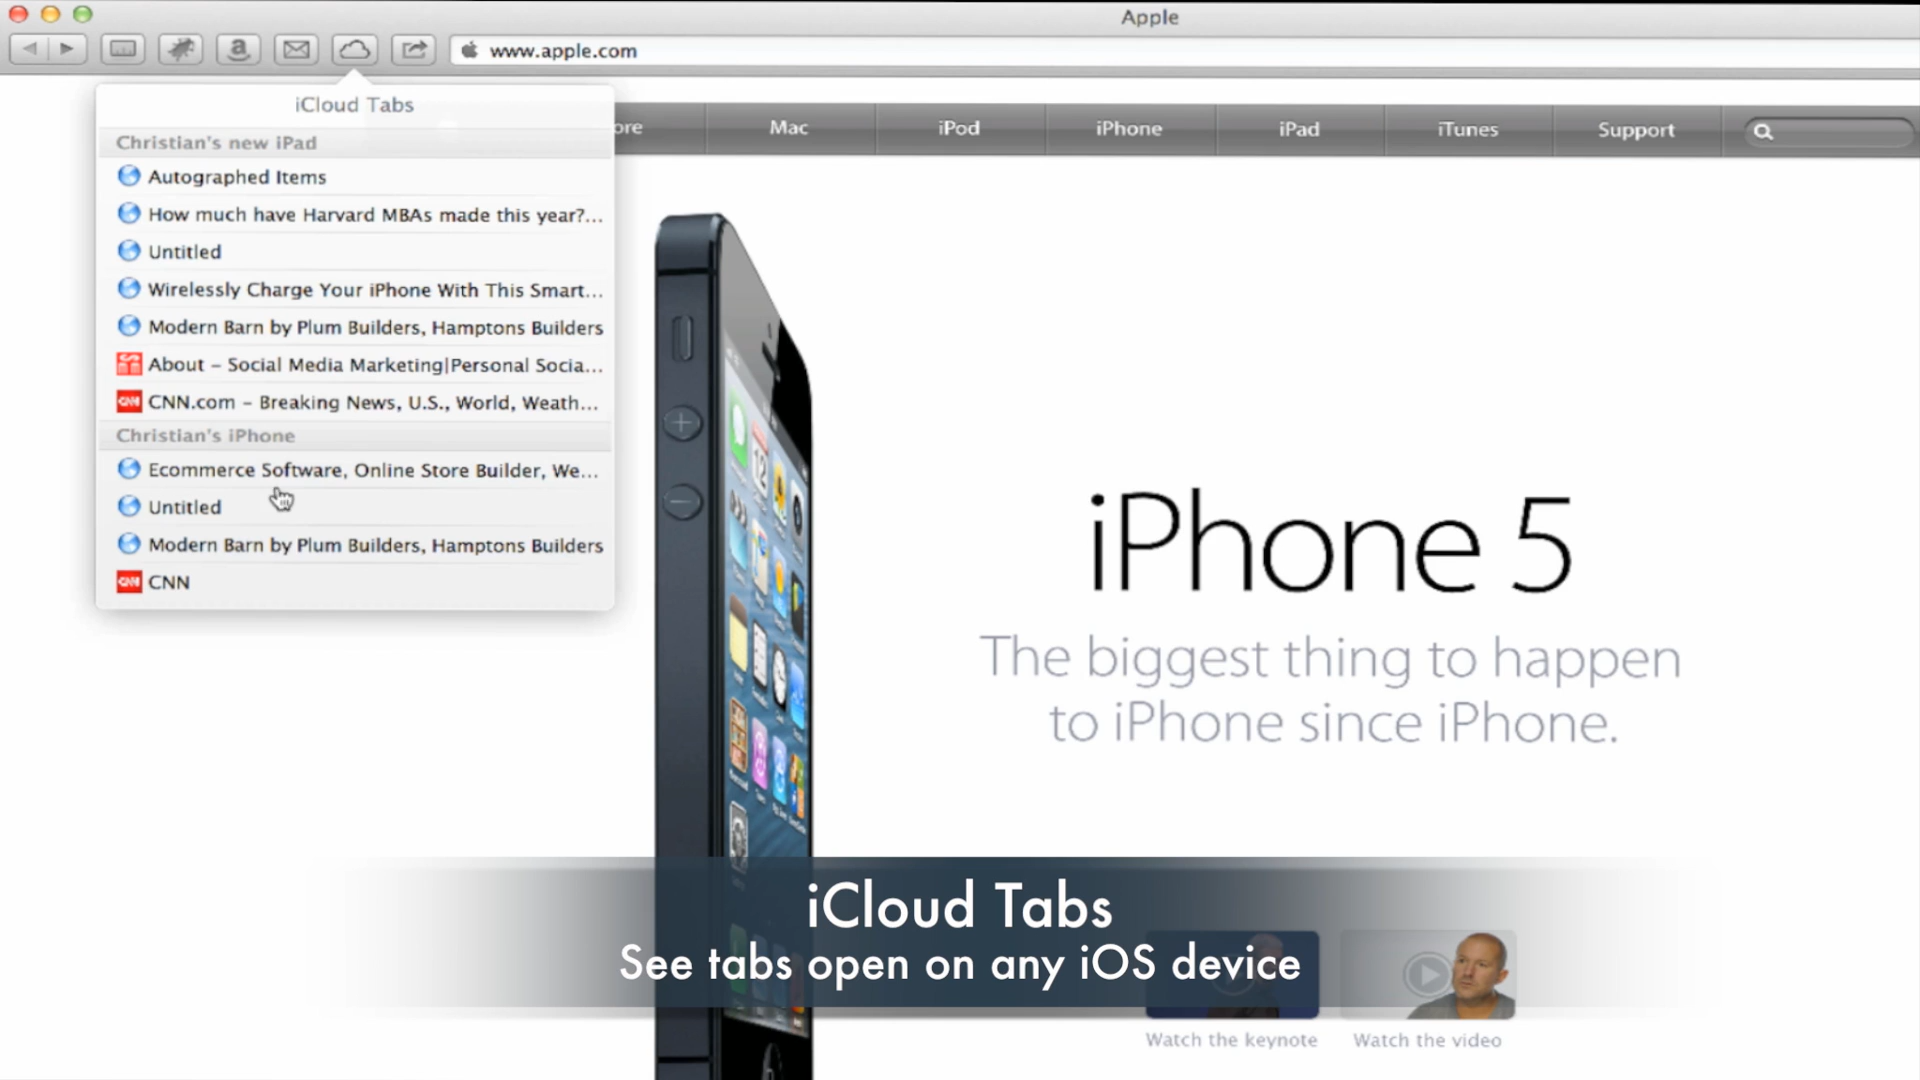 Apple
www.apple.com
iCloud Tabs
Christian's new iPad
Autographed Items
How much have Harvard MBAs made this year?...
Untitled
Wirelessly Charge Your iPhone With This Smart...
Modern Barn by Plum Builders, Hamptons Builders
About – Social Media Marketing|Personal Socia...
CNN CNN.com – Breaking News, U.S., World, Weath...
Christian's iPhone
Ecommerce Software, Online Store Builder, We...
Untitled
Modern Barn by Plum Builders, Hamptons Builders
CNN CNN
ore Mac iPod iPhone iPad iTunes Support
12
iPhone 5
The biggest thing to happen
to iPhone since iPhone.
iCloud Tabs
See tabs open on any iOS device
Watch the keynote Watch the video